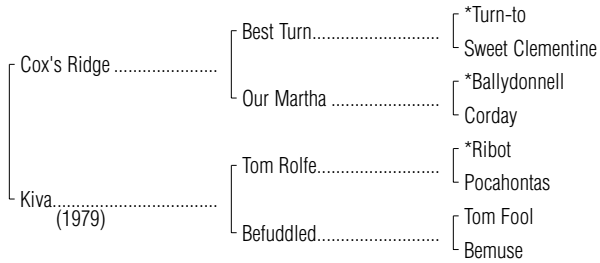 *Turn-to
Best Turn........................
Sweet Clementine
Cox's Ridge ....................
*Ballydonnell
Our Martha .....................
Corday
*Ribot
Tom Rolfe........................
Pocahontas
Kiva................................
(1979)
Tom Fool
Befuddled.......................
Bemuse